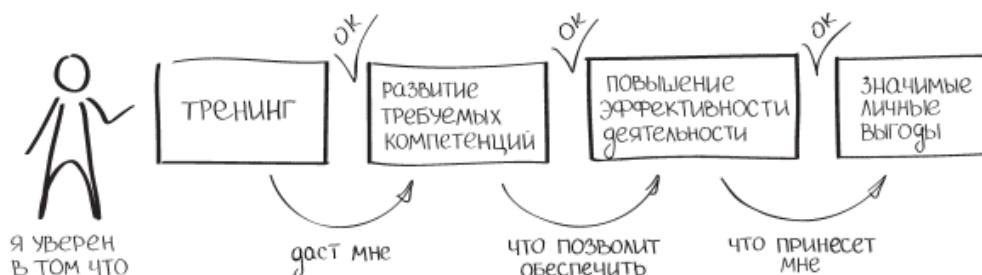 ОК
ОК
ОК
ТРЕНИНГ
РАЗВИТИЕ
ТРЕБУЕМЫХ
КОМПЕТЕНЦИЙ
ПОВЫШЕНИЕ
ЭФФЕКТИВНОСТИ
деятельности
ЗНАЧИМЫЕ
ЛИЧНЫЕ
ВЫГОДЫ
Я УВЕРЕН
В ТОМ ЧТО
даст мне
ЧТО ПОЗВОЛИТ
ОБЕСПЕЧИТЬ
ЧТО ПРИНЕСЕТ
МНЕ